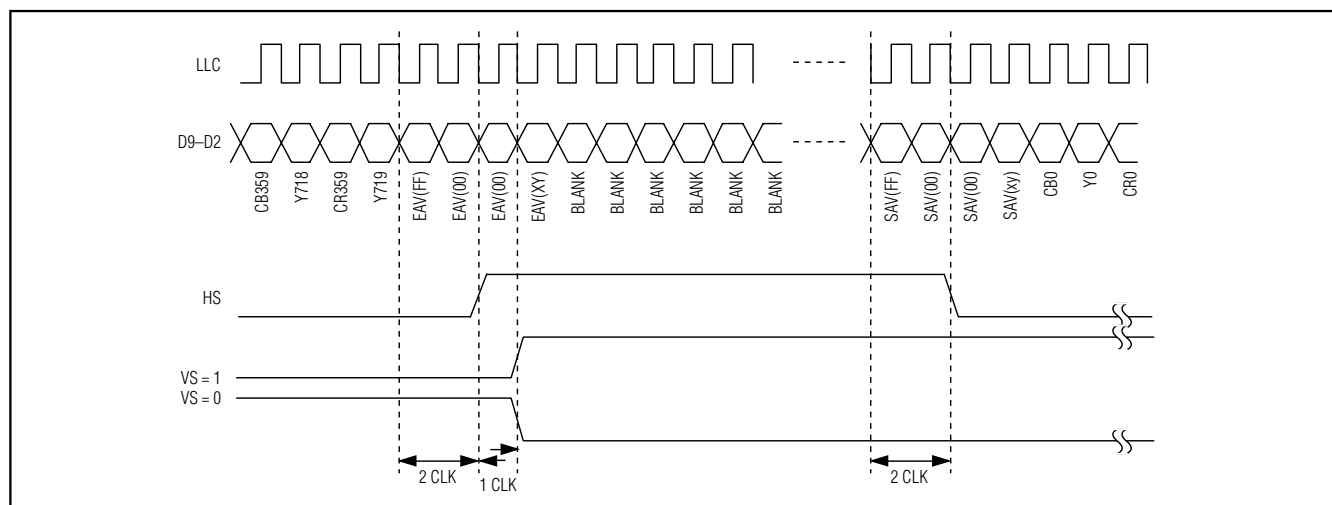 LLC
D9–D2
CB359
Y718
CR359
Y719
EAV(FF)
EAV(00)
EAV(00)
EAV(XY)
BLANK
BLANK
BLANK
BLANK
BLANK
BLANK
SAV(FF)
SAV(00)
SAV(00)
SAV(xy)
CB0
Y0
CR0
HS
VS = 1
VS = 0
2 CLK
1 CLK
2 CLK